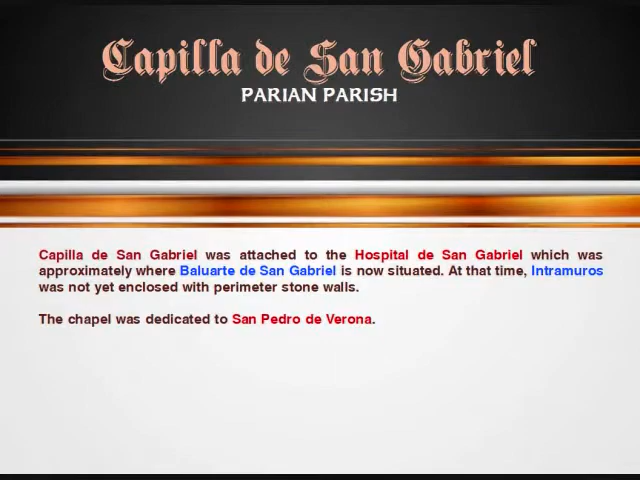 Capilla de San Gabriel
PARIAN PARISH
Capilla de San Gabriel was attached to the Hospital de San Gabriel which was
approximately where Baluarte de San Gabriel is now situated. At that time, Intramuros
was not yet enclosed with perimeter stone walls.
The chapel was dedicated to San Pedro de Verona.